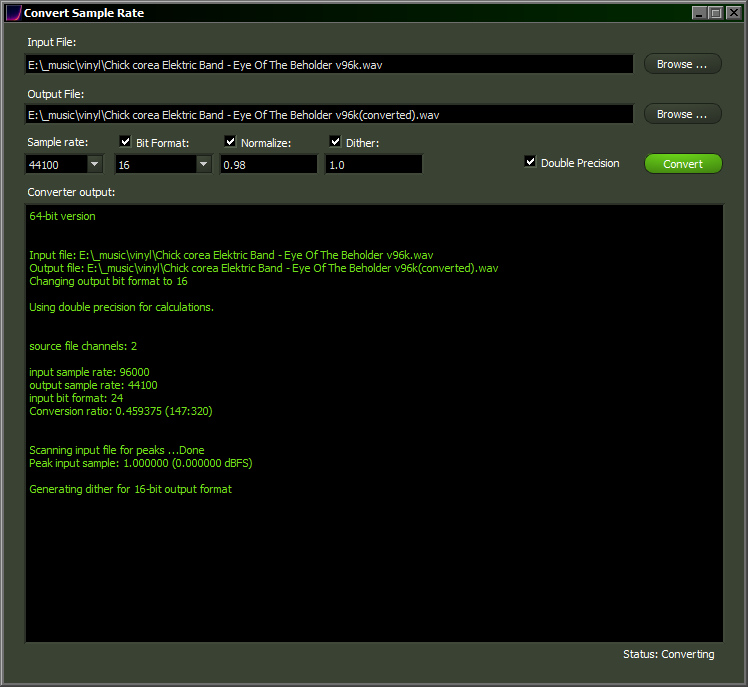 Convert Sample Rate
Input File:
E:\_music\vinyl\Chick corea Elektric Band - Eye Of The Beholder v96k.wav
Browse ...
Output File:
E:\_music\vinyl\Chick corea Elektric Band - Eye Of The Beholder v96k(converted).wav
Browse ...
Sample rate: Bit Format: Normalize: Dither:
44100 16 0.98 1.0 Double Precision Convert
Converter output:
64-bit version
Input file: E:\_music\vinyl\Chick corea Elektric Band - Eye Of The Beholder v96k.wav
Output file: E:\_music\vinyl\Chick corea Elektric Band - Eye Of The Beholder v96k(converted).wav
Changing output bit format to 16
Using double precision for calculations.
source file channels: 2
input sample rate: 96000
output sample rate: 44100
input bit format: 24
Conversion ratio: 0.459375 (147:320)
Scanning input file for peaks ...Done
Peak input sample: 1.000000 (0.000000 dBFS)
Generating dither for 16-bit output format
Status: Converting